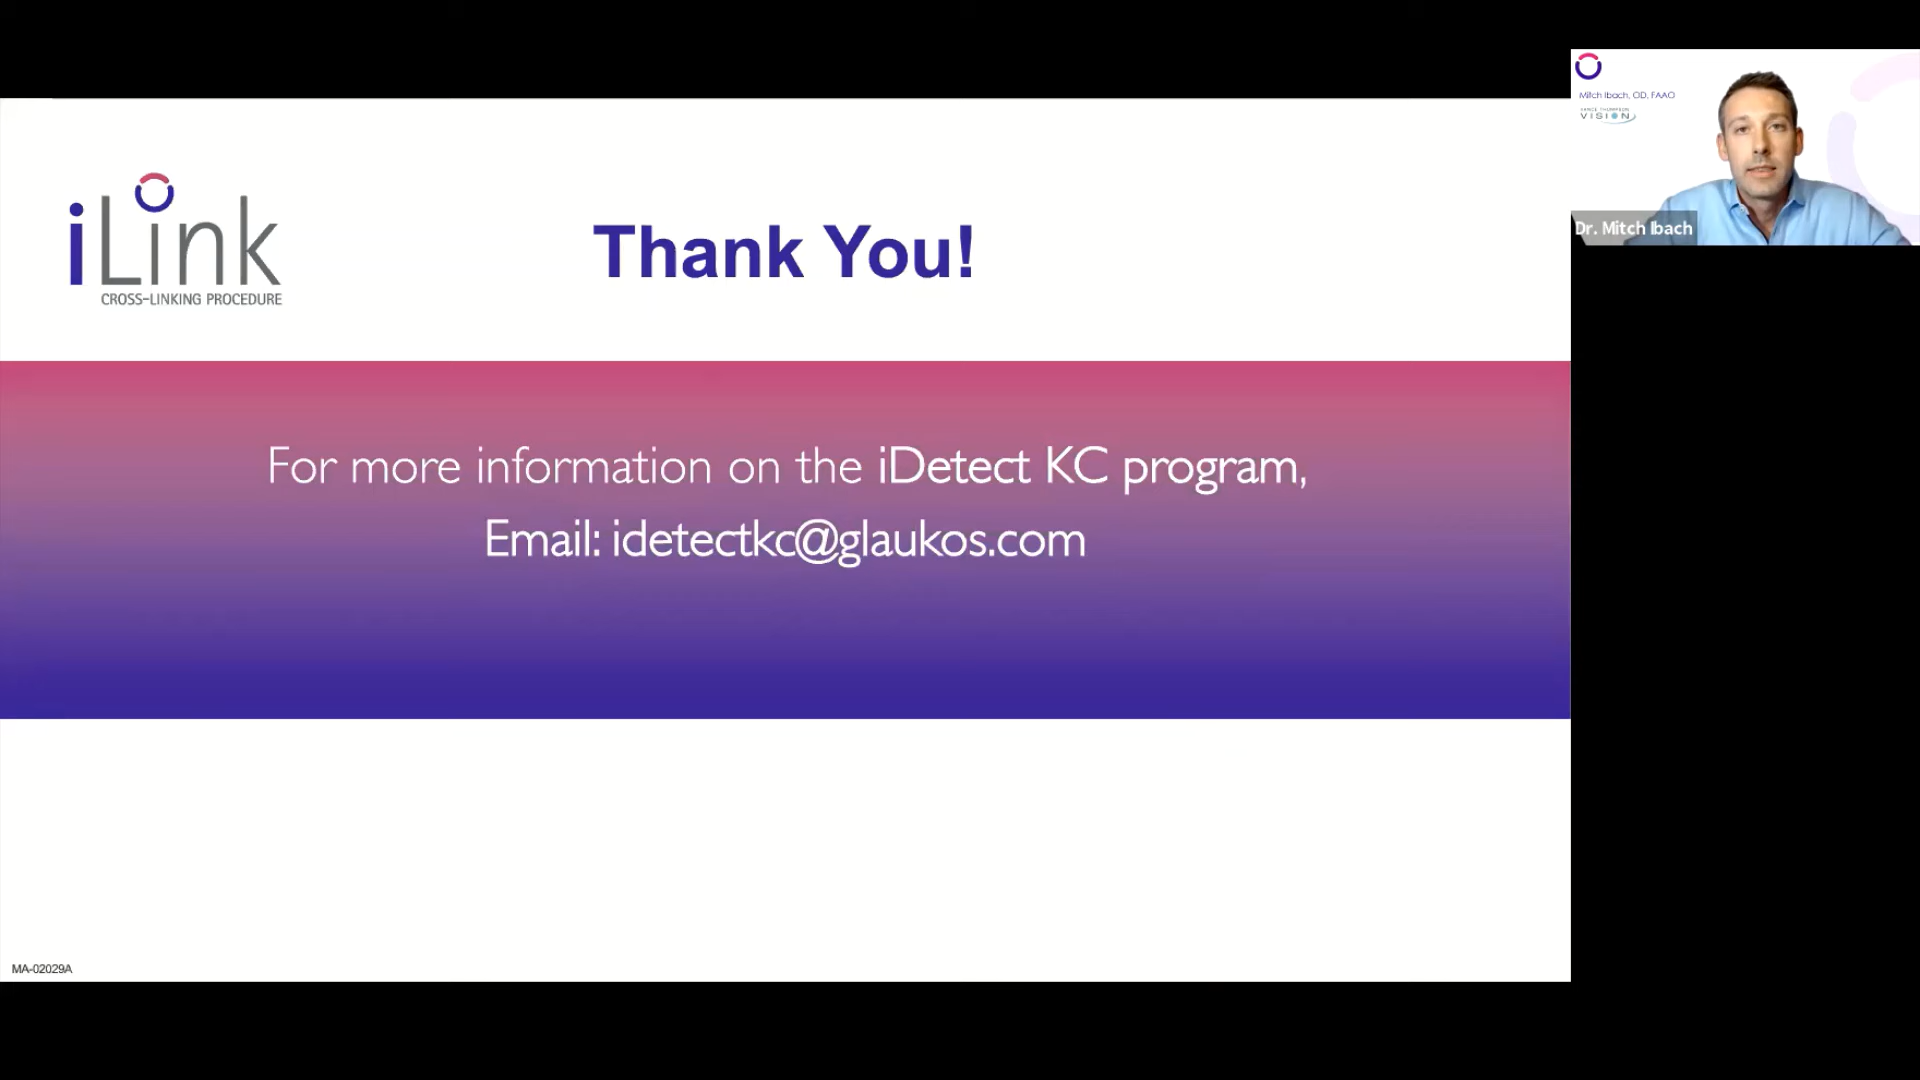 iLink
CROSS-LINKING PROCEDURE
Thank You!
For more information on the iDetect KC program,
Email: idetectkc@glaukos.com
MA-02029A
Mitch Ibach, OD, FAAO
VANCE THOMPSON
VISION
Dr. Mitch Ibach